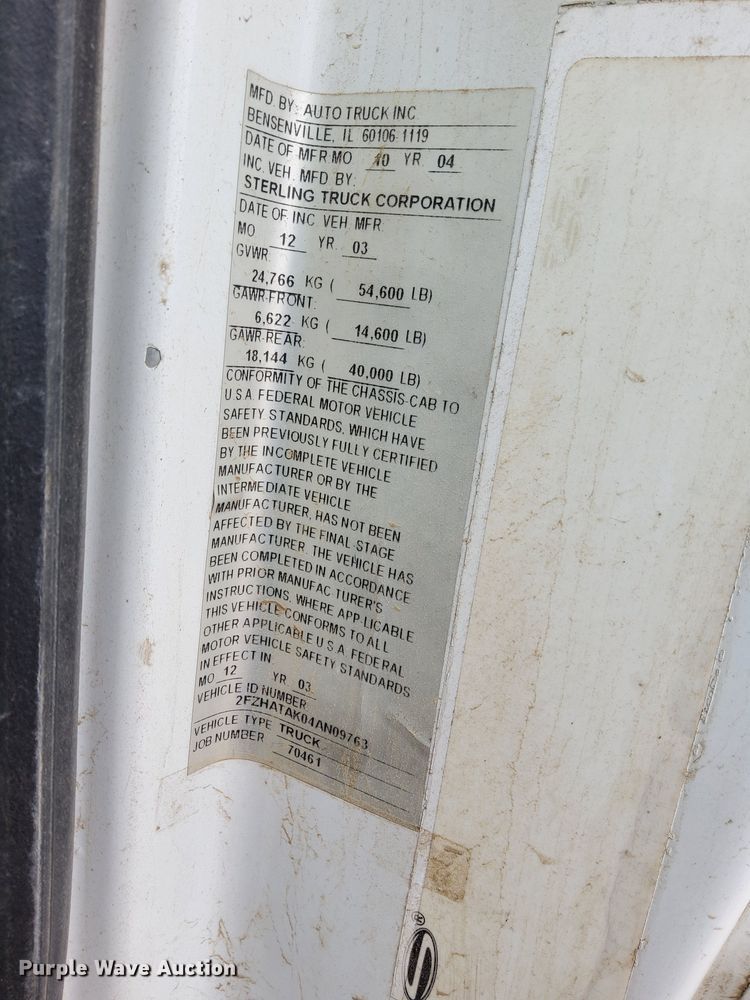 MFD. BY: AUTO TRUCK INC
BENSENVILLE, IL 60106-1119
DATE OF MFR MO 10 YR 04
INC. VEH. MFD BY:
STERLING TRUCK CORPORATION
DATE OF INC VEH MFR
MO 12 YR. 03
GVWR
24,766 KG ( 54,600 LB)
GAWR-FRONT:
6,622 KG ( 14,600 LB)
GAWR-REAR:
18,144 KG ( 40,000 LB)
CONFORMITY OF THE CHASSIS-CAB TO
U S A FEDERAL MOTOR VEHICLE
SAFETY STANDARDS, WHICH HAVE
BEEN PREVIOUSLY FULLY CERTIFIED
BY THE INCOMPLETE VEHICLE
MANUFACTURER OR BY THE
INTERMEDIATE VEHICLE
MANUFACTURER, HAS NOT BEEN
AFFECTED BY THE FINAL-STAGE
MANUFACTURER. THE VEHICLE HAS
BEEN COMPLETED IN ACCORDANCE
WITH PRIOR MANUFACTURER'S
INSTRUCTIONS, WHERE APP-LICABLE
THIS VEHICLE CONFORMS TO ALL
OTHER APPLICABLE U S A FEDERAL
MOTOR VEHICLE SAFETY STANDARDS
IN EFFECT IN
MO 12 YR. 03
VEHICLE ID NUMBER
2FZHATAK04AN09763
VEHICLE TYPE TRUCK
JOB NUMBER 70461
S®
Purple Wave Auction